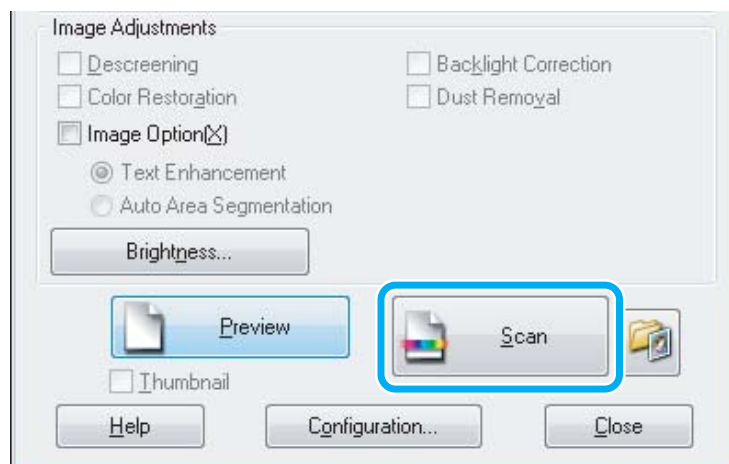 Image Adjustments
Descreening Backlight Correction
Color Restoration Dust Removal
Image Option(X)
Text Enhancement
Auto Area Segmentation
Brightness...
Preview Scan
Thumbnail
Help Configuration... Close